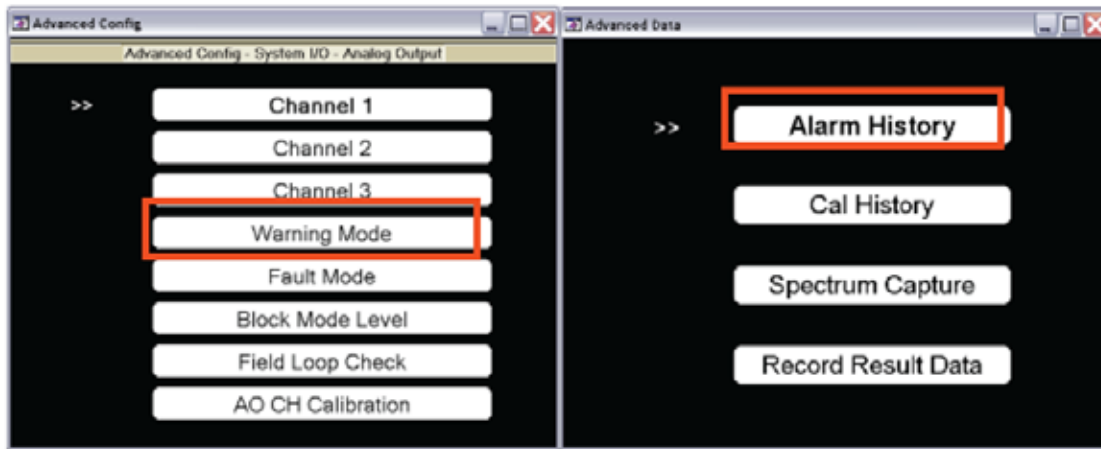 Advanced Config
Advanced Config - System I/O - Analog Output
>> Channel 1
Channel 2
Channel 3
Warning Mode
Fault Mode
Block Mode Level
Field Loop Check
AO CH Calibration
Advanced Data
>> Alarm History
Cal History
Spectrum Capture
Record Result Data